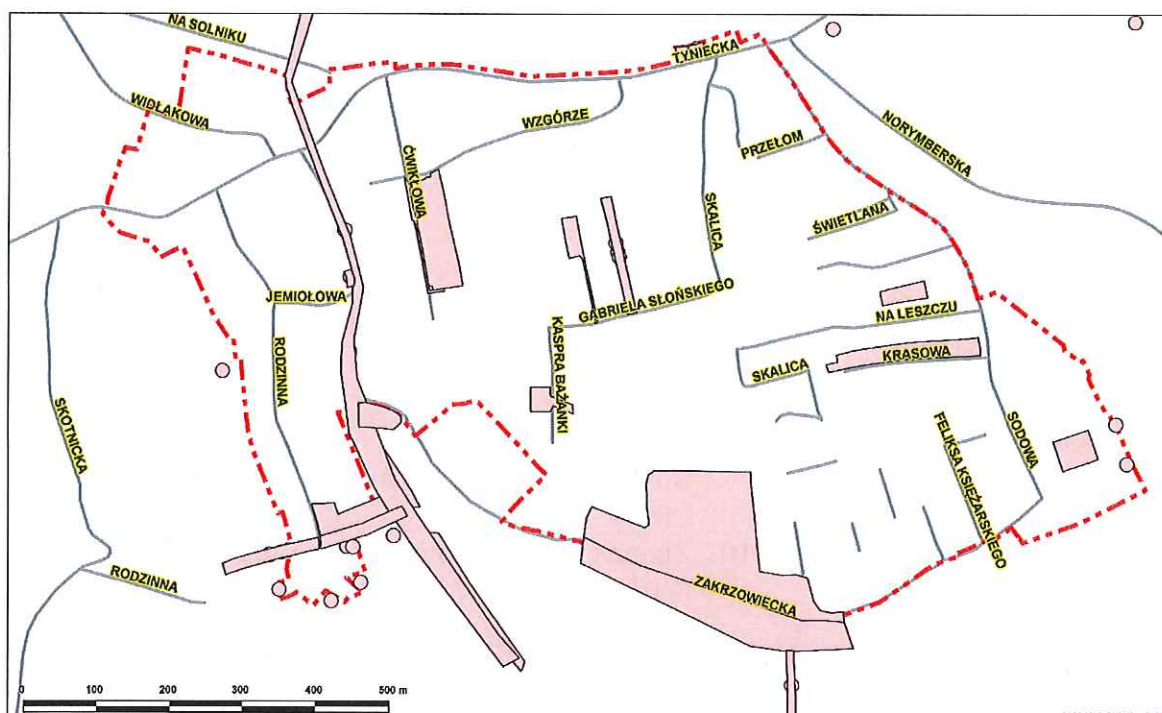 NA SOLNIKU
TYNIECKA
WIDŁAKOWA
WZGÓRZE
NORYMBERSKA
PRZEŁOM
ĆWIKŁOWA
SKALICA
ŚWIETLANA
JEMIOŁOWA
GABRIELA SŁOŃSKIEGO
NA LESZCZU
KASPRA BAŻANKI
RODZINNA
KRASOWA
SKALICA
SKOTNICKA
FELIKSA KSIĘŻARSKIEGO
SODOWA
RODZINNA
ZAKRZOWIECKA
0 100 200 300 400 500 m